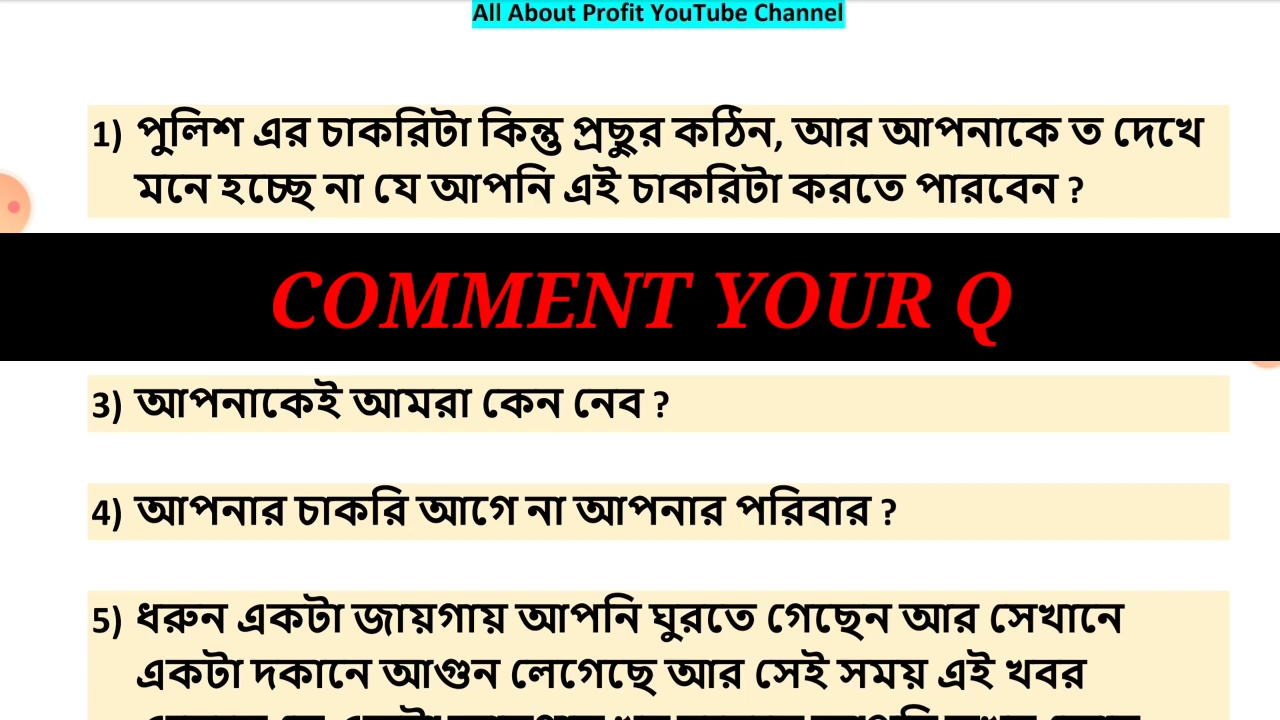 All About Profit YouTube Channel
1) পুলিশ এর চাকরিটা কিন্তু প্রছুর কঠিন, আর আপনাকে ত দেখে
মনে হচ্ছে না যে আপনি এই চাকরিটা করতে পারবেন ?
COMMENT YOUR Q
3) আপনাকেই আমরা কেন নেব ?
4) আপনার চাকরি আগে না আপনার পরিবার ?
5) ধরুন একটা জায়গায় আপনি ঘুরতে গেছেন আর সেখানে
একটা দকানে আগুন লেগেছে আর সেই সময় এই খবর